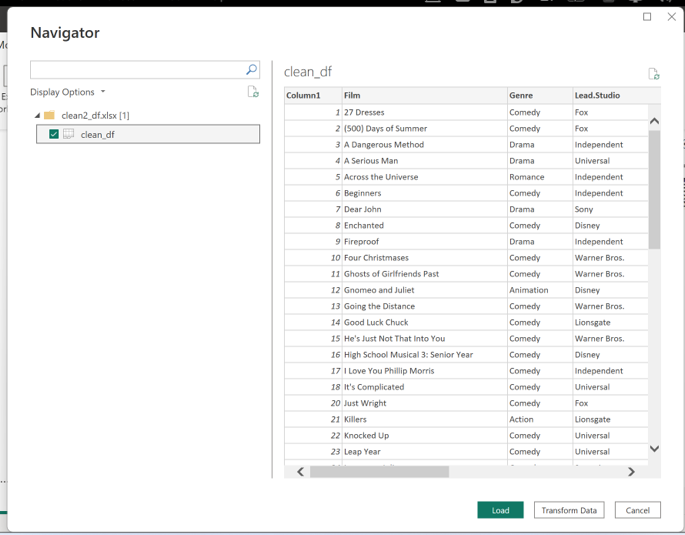 Navigator
Display Options
clean2_df.xlsx [1]
clean_df
clean_df
Column1 Film Genre Lead.Studio
1 27 Dresses Comedy Fox
2 (500) Days of Summer Comedy Fox
3 A Dangerous Method Drama Independent
4 A Serious Man Drama Universal
5 Across the Universe Romance Independent
6 Beginners Comedy Independent
7 Dear John Drama Sony
8 Enchanted Comedy Disney
9 Fireproof Drama Independent
10 Four Christmases Comedy Warner Bros.
11 Ghosts of Girlfriends Past Comedy Warner Bros.
12 Gnomeo and Juliet Animation Disney
13 Going the Distance Comedy Warner Bros.
14 Good Luck Chuck Comedy Lionsgate
15 He's Just Not That Into You Comedy Warner Bros.
16 High School Musical 3: Senior Year Comedy Disney
17 I Love You Phillip Morris Comedy Independent
18 It's Complicated Comedy Universal
20 Just Wright Comedy Fox
21 Killers Action Lionsgate
22 Knocked Up Comedy Universal
23 Leap Year Comedy Universal
Load Transform Data Cancel